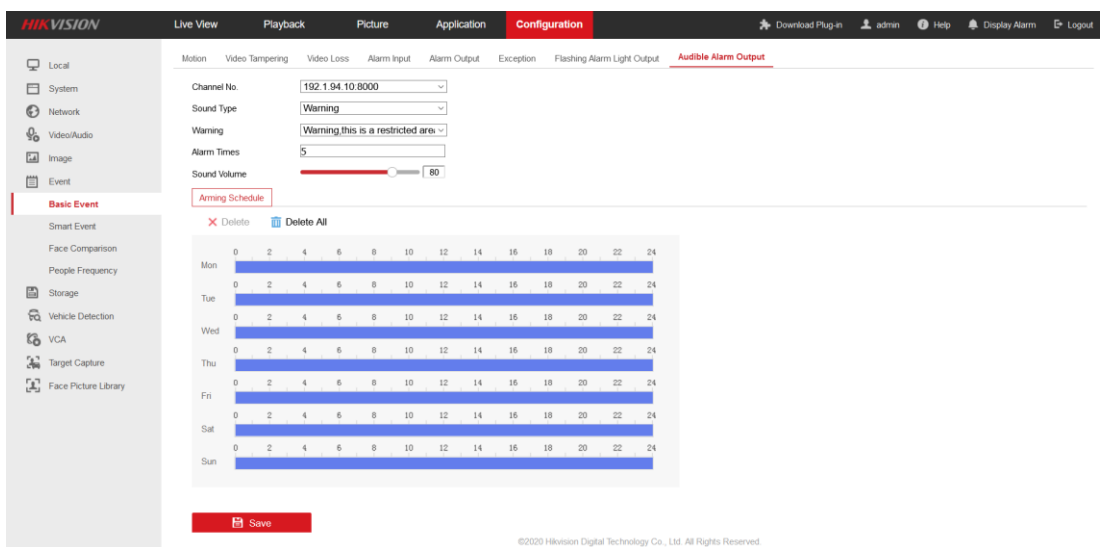 HIKVISION Live View Playback Picture Application Configuration Download Plug-in admin Help Display Alarm Logout
Local
System
Network
Video/Audio
Image
Event
Basic Event
Smart Event
Face Comparison
People Frequency
Storage
Vehicle Detection
VCA
Target Capture
Face Picture Library
Motion Video Tampering Video Loss Alarm Input Alarm Output Exception Flashing Alarm Light Output Audible Alarm Output
Channel No. 192.1.94.10:8000
Sound Type Warning
Warning Warning,this is a restricted area
Alarm Times 5
Sound Volume 80
Arming Schedule
Delete Delete All
0 2 4 6 8 10 12 14 16 18 20 22 24
Mon
0 2 4 6 8 10 12 14 16 18 20 22 24
Tue
0 2 4 6 8 10 12 14 16 18 20 22 24
Wed
0 2 4 6 8 10 12 14 16 18 20 22 24
Thu
0 2 4 6 8 10 12 14 16 18 20 22 24
Fri
0 2 4 6 8 10 12 14 16 18 20 22 24
Sat
0 2 4 6 8 10 12 14 16 18 20 22 24
Sun
Save
©2020 Hikvision Digital Technology Co., Ltd. All Rights Reserved.